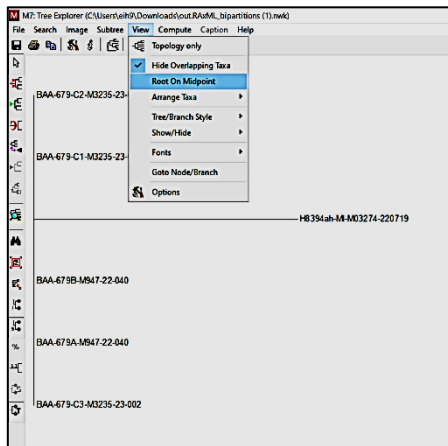 M7: Tree Explorer (C:\Users\eih9\Downloads\out.RAxML_bipartitions (1).nwk)
File Search Image Subtree View Compute Caption Help
Topology only
Hide Overlapping Taxa
Root On Midpoint
Arrange Taxa
Tree/Branch Style
Show/Hide
Fonts
Goto Node/Branch
Options
BAA-679-C2-M3235-23-
BAA-679-C1-M3235-23-
H8394ah-MI-M03274-220719
BAA-679B-M947-22-040
BAA-679A-M947-22-040
BAA-679-C3-M3235-23-002